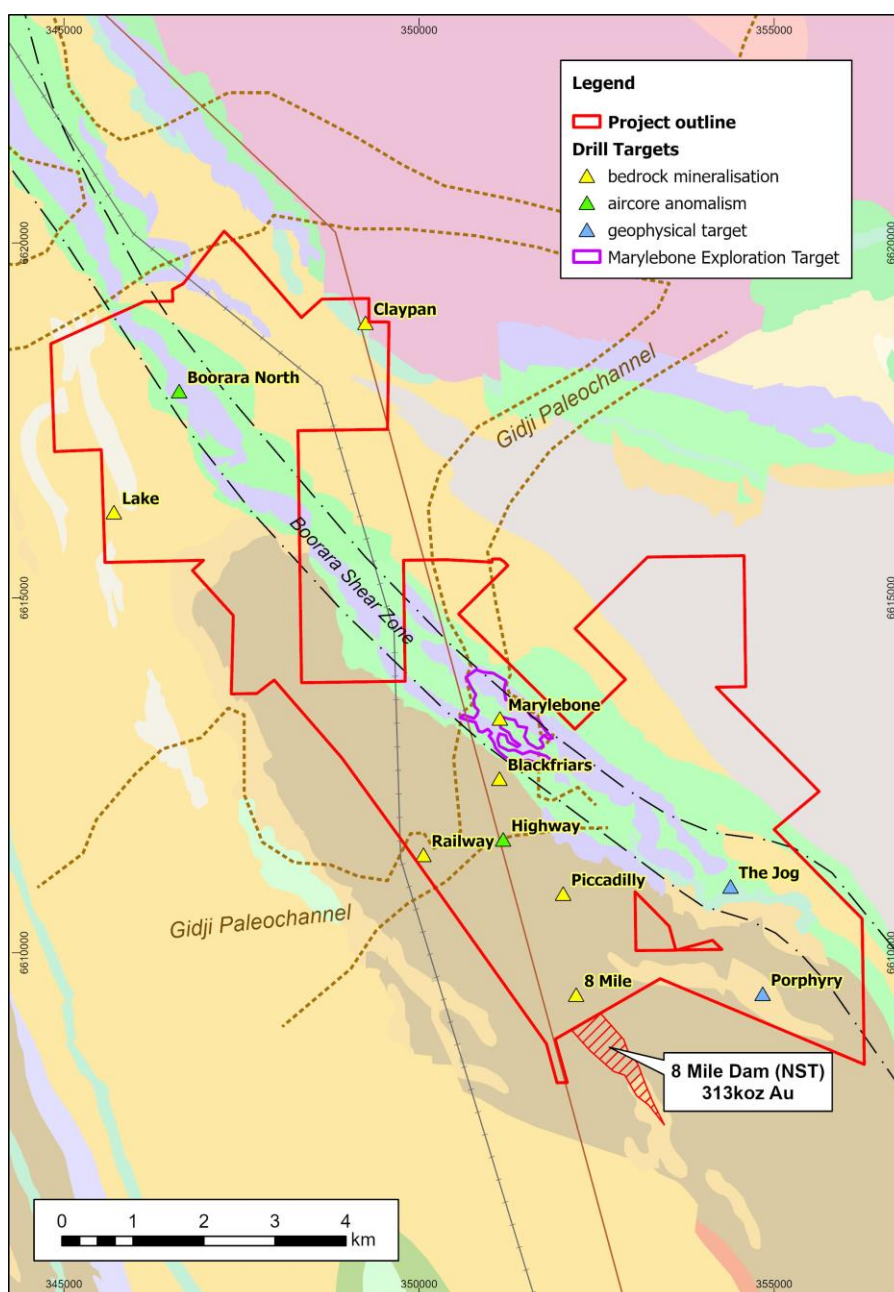 345000
350000
355000
Legend
Project outline
Drill Targets
bedrock mineralisation
aircore anomalism
geophysical target
Marylebone Exploration Target
6620000
6620000
Claypan
Gidji Paleochannel
Boorara North
Lake
Boorara Shear Zone
6615000
6615000
Marylebone
Blackfriars
Highway
Railway
The Jog
Piccadilly
Gidji Paleochannel
6610000
6610000
8 Mile
Porphyry
8 Mile Dam (NST)
313koz Au
0 1 2 3 4
km
345000
350000
355000